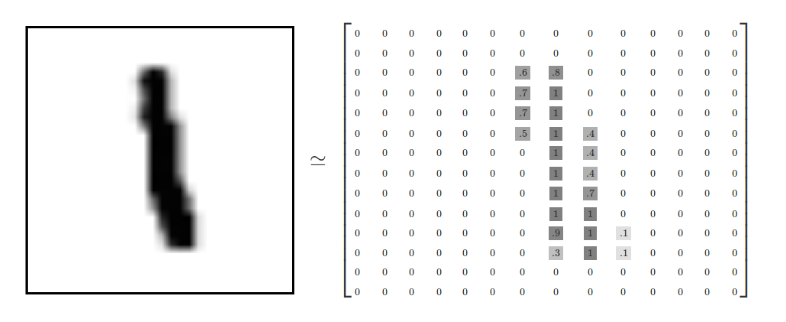 ≃
0 0 0 0 0 0 0 0 0 0 0 0 0 0
0 0 0 0 0 0 0 0 0 0 0 0 0 0
0 0 0 0 0 0 .6 .8 0 0 0 0 0 0
0 0 0 0 0 0 .7 1 0 0 0 0 0 0
0 0 0 0 0 0 .7 1 0 0 0 0 0 0
0 0 0 0 0 0 .5 1 .4 0 0 0 0 0
0 0 0 0 0 0 0 1 .4 0 0 0 0 0
0 0 0 0 0 0 0 1 .4 0 0 0 0 0
0 0 0 0 0 0 0 1 .7 0 0 0 0 0
0 0 0 0 0 0 0 1 1 0 0 0 0 0
0 0 0 0 0 0 0 .9 1 .1 0 0 0 0
0 0 0 0 0 0 0 .3 1 .1 0 0 0 0
0 0 0 0 0 0 0 0 0 0 0 0 0 0
0 0 0 0 0 0 0 0 0 0 0 0 0 0